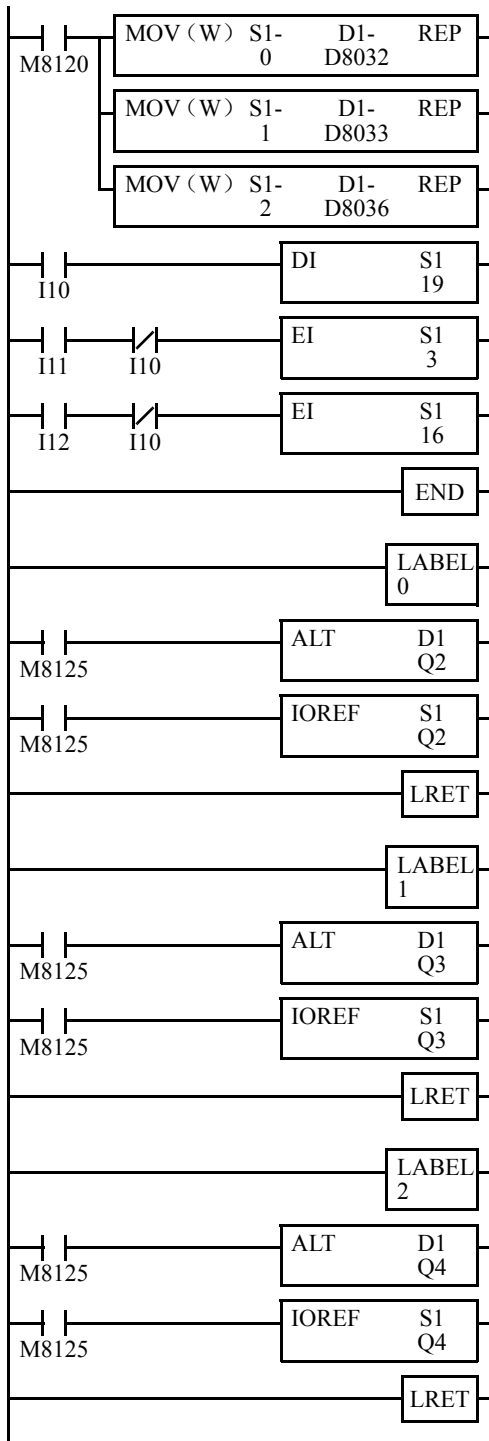 MOV（W） S1- D1- REP
0 D8032
M8120
MOV（W） S1- D1- REP
1 D8033
MOV（W） S1- D1- REP
2 D8036
DI S1
19
I10
EI S1
3
I11 I10
EI S1
16
I12 I10
END
LABEL
0
ALT D1
Q2
M8125
IOREF S1
Q2
M8125
LRET
LABEL
1
ALT D1
Q3
M8125
IOREF S1
Q3
M8125
LRET
LABEL
2
ALT D1
Q4
M8125
IOREF S1
Q4
M8125
LRET